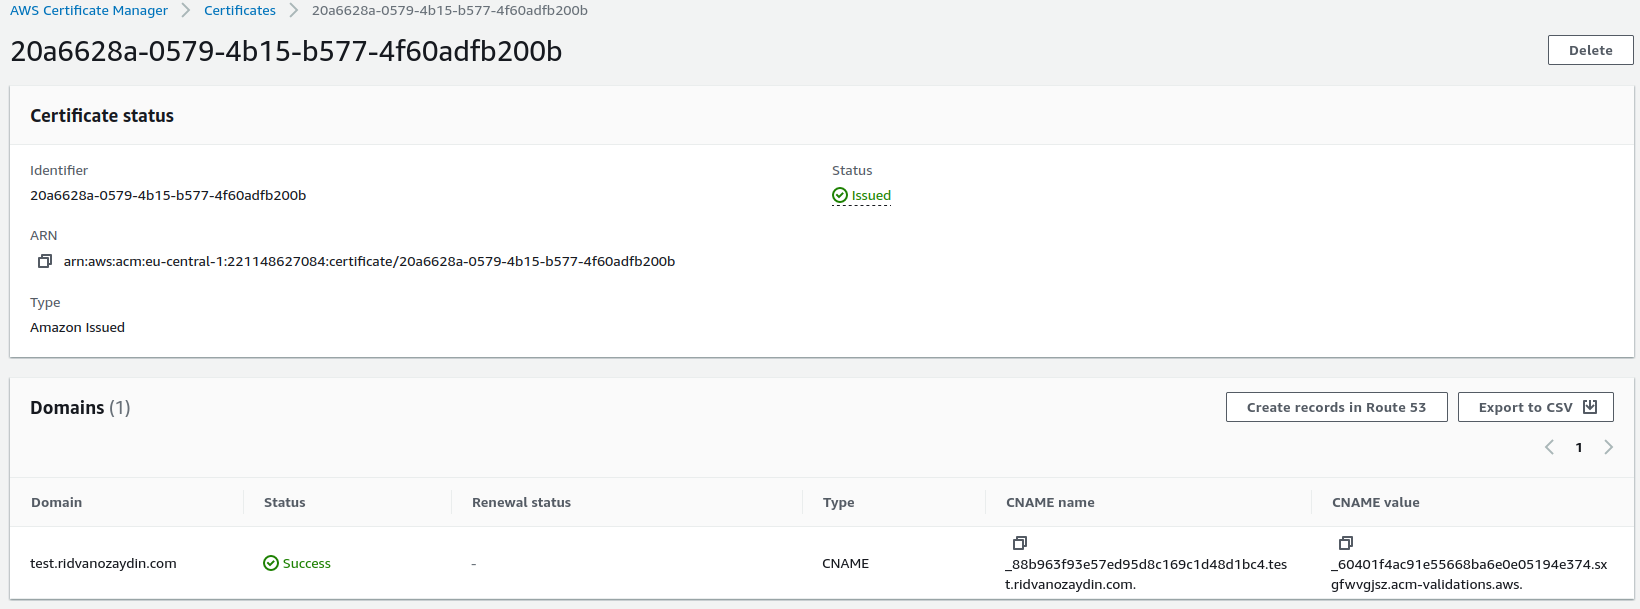 AWS Certificate Manager > Certificates > 20a6628a-0579-4b15-b577-4f60adfb200b
20a6628a-0579-4b15-b577-4f60adfb200b
Delete
Certificate status
Identifier
20a6628a-0579-4b15-b577-4f60adfb200b
Status
Issued
ARN
arn:aws:acm:eu-central-1:221148627084:certificate/20a6628a-0579-4b15-b577-4f60adfb200b
Type
Amazon Issued
Domains (1)
Create records in Route 53
Export to CSV
1
Domain Status Renewal status Type CNAME name CNAME value
test.ridvanozaydin.com Success - CNAME
_88b963f93e57ed95d8c169c1d48d1bc4.tes
t.ridvanozaydin.com.
_60401f4ac91e55668ba6e0e05194e374.sx
gfwvgjsz.acm-validations.aws.